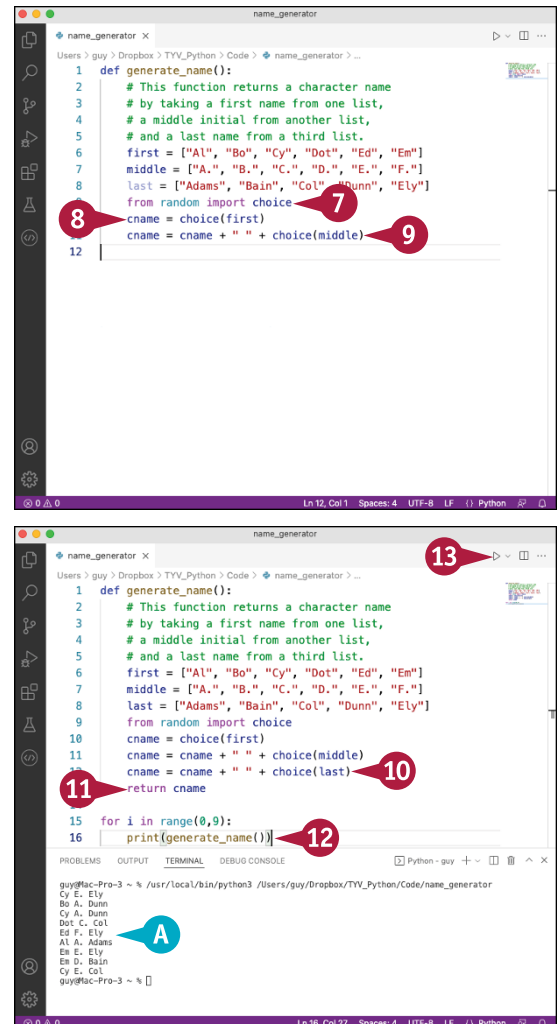 name_generator
name_generator ×
Users > guy > Dropbox > TYV_Python > Code > name_generator > ...
1 def generate_name():
2 # This function returns a character name
3 # by taking a first name from one list,
4 # a middle initial from another list,
5 # and a last name from a third list.
6 first = ["Al", "Bo", "Cy", "Dot", "Ed", "Em"]
7 middle = ["A.", "B.", "C.", "D.", "E.", "F."]
8 last = ["Adams", "Bain", "Col", "Dunn", "Ely"]
from random import choice 7
8 cname = choice(first)
cname = cname + " " + choice(middle) 9
12
0 0 Ln 12, Col 1 Spaces: 4 UTF-8 LF {} Python
name_generator
name_generator × 13
Users > guy > Dropbox > TYV_Python > Code > name_generator > ...
1 def generate_name():
2 # This function returns a character name
3 # by taking a first name from one list,
4 # a middle initial from another list,
5 # and a last name from a third list.
6 first = ["Al", "Bo", "Cy", "Dot", "Ed", "Em"]
7 middle = ["A.", "B.", "C.", "D.", "E.", "F."]
8 last = ["Adams", "Bain", "Col", "Dunn", "Ely"]
9 from random import choice
10 cname = choice(first)
11 cname = cname + " " + choice(middle)
cname = cname + " " + choice(last) 10
11 return cname
15 for i in range(0,9):
16 print(generate_name()) 12
PROBLEMS OUTPUT TERMINAL DEBUG CONSOLE Python - guy
guy@Mac-Pro-3 ~ % /usr/local/bin/python3 /Users/guy/Dropbox/TYV_Python/Code/name_generator
Cy E. Ely
Bo A. Dunn
Cy A. Dunn
Dot C. Col
Ed F. Ely
A
Al A. Adams
Em E. Ely
Em D. Bain
Cy E. Col
guy@Mac-Pro-3 ~ %
0 0 Ln 16, Col 27 Spaces: 4 UTF-8 LF {} Python